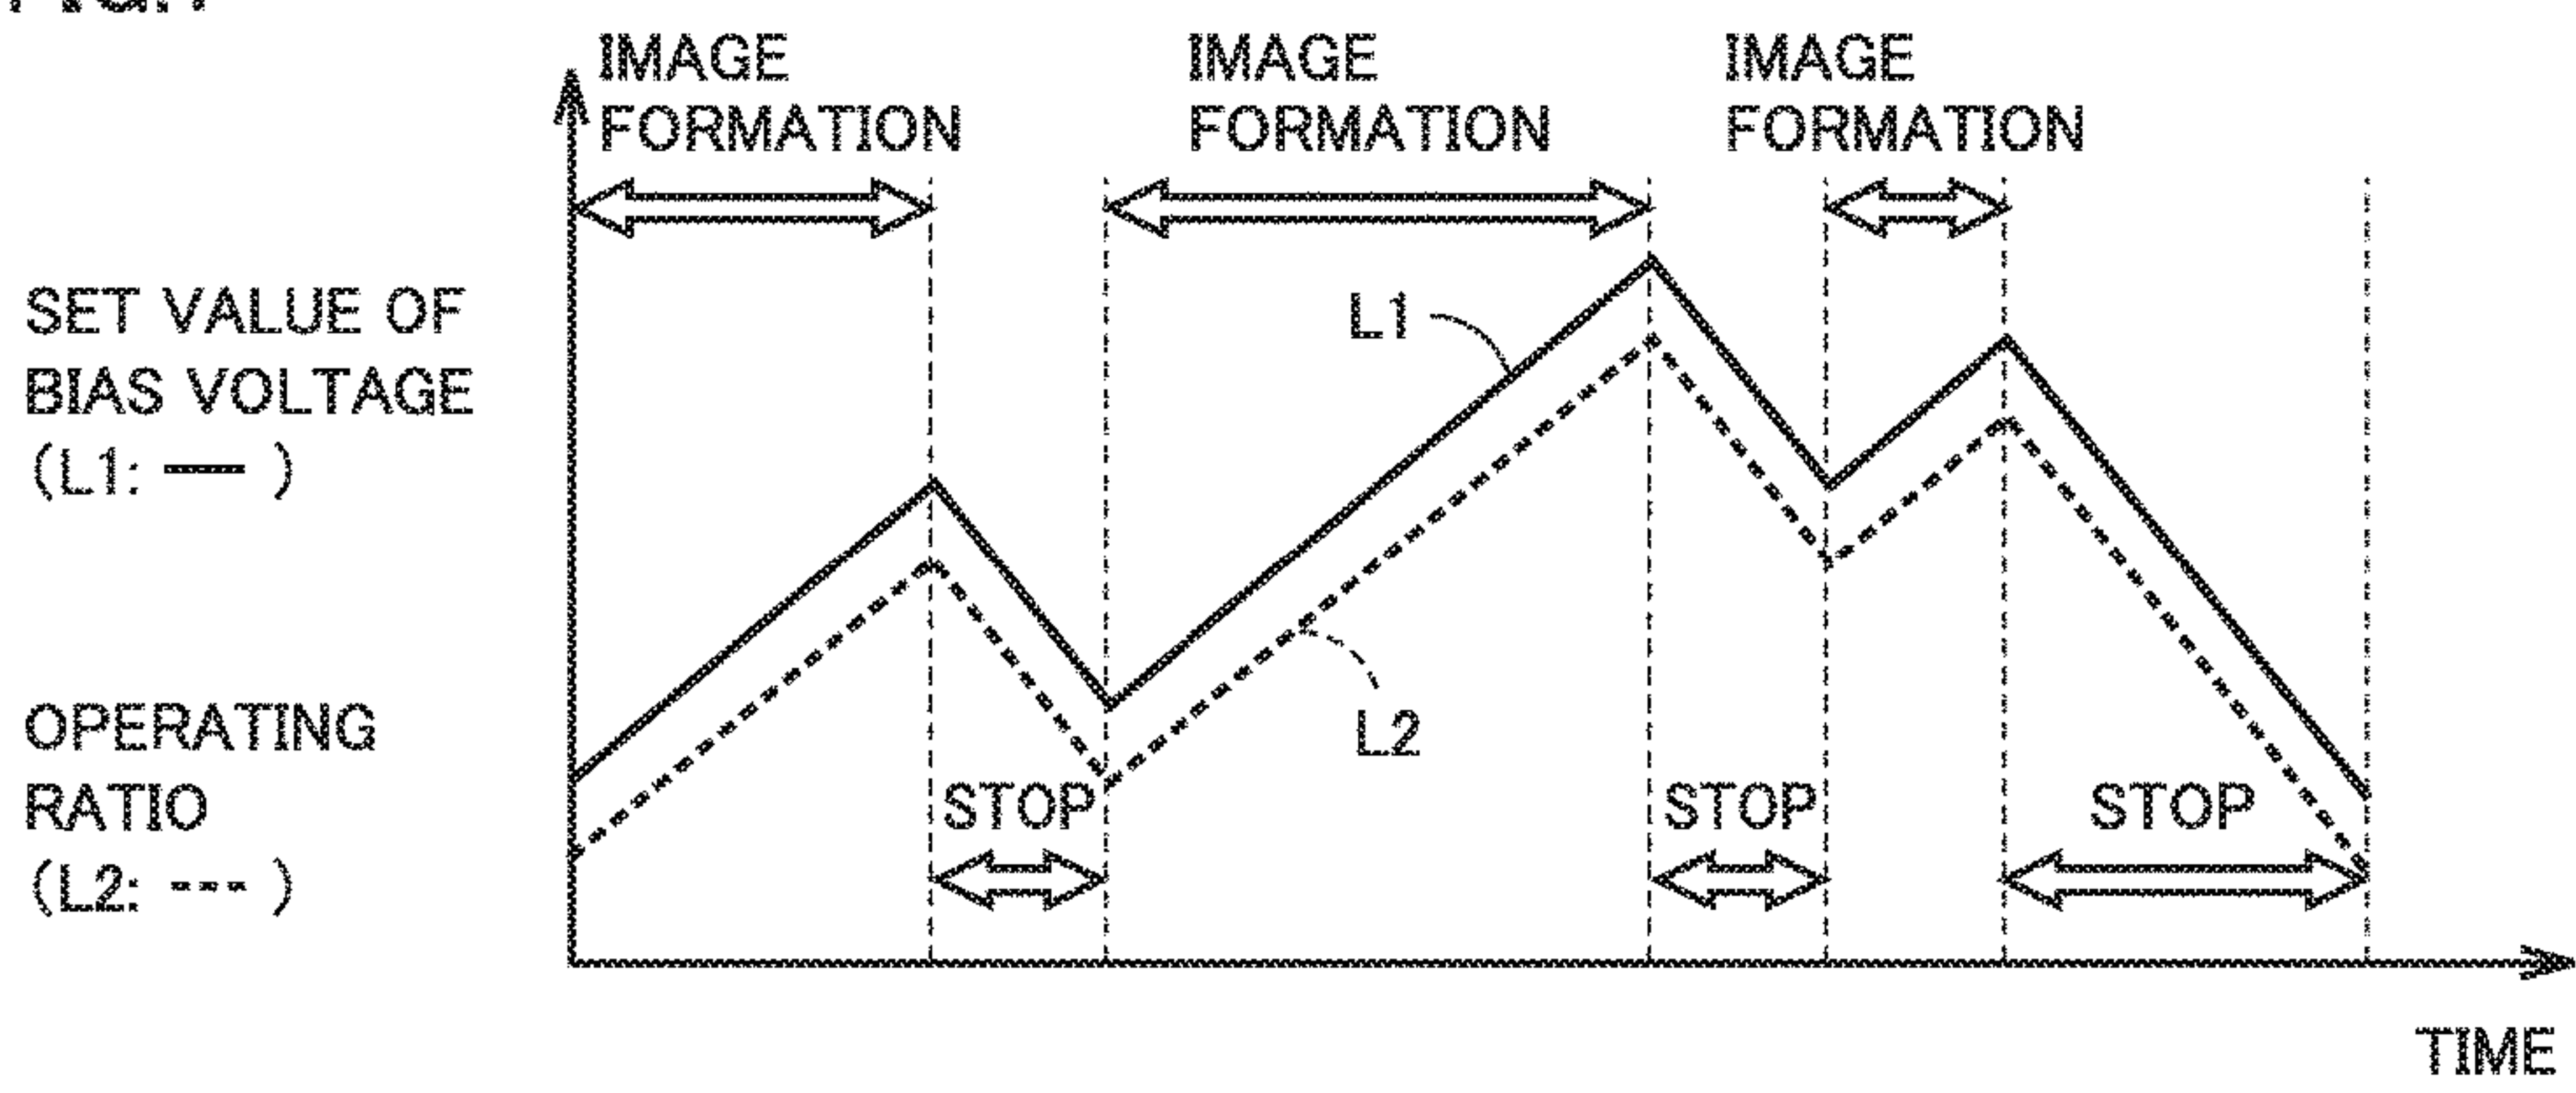 IMAGE
FORMATION
IMAGE
FORMATION
IMAGE
FORMATION
SET VALUE OF
BIAS VOLTAGE
(L1: — )
L1
OPERATING
RATIO
(L2: --- )
L2
STOP
STOP
STOP
TIME